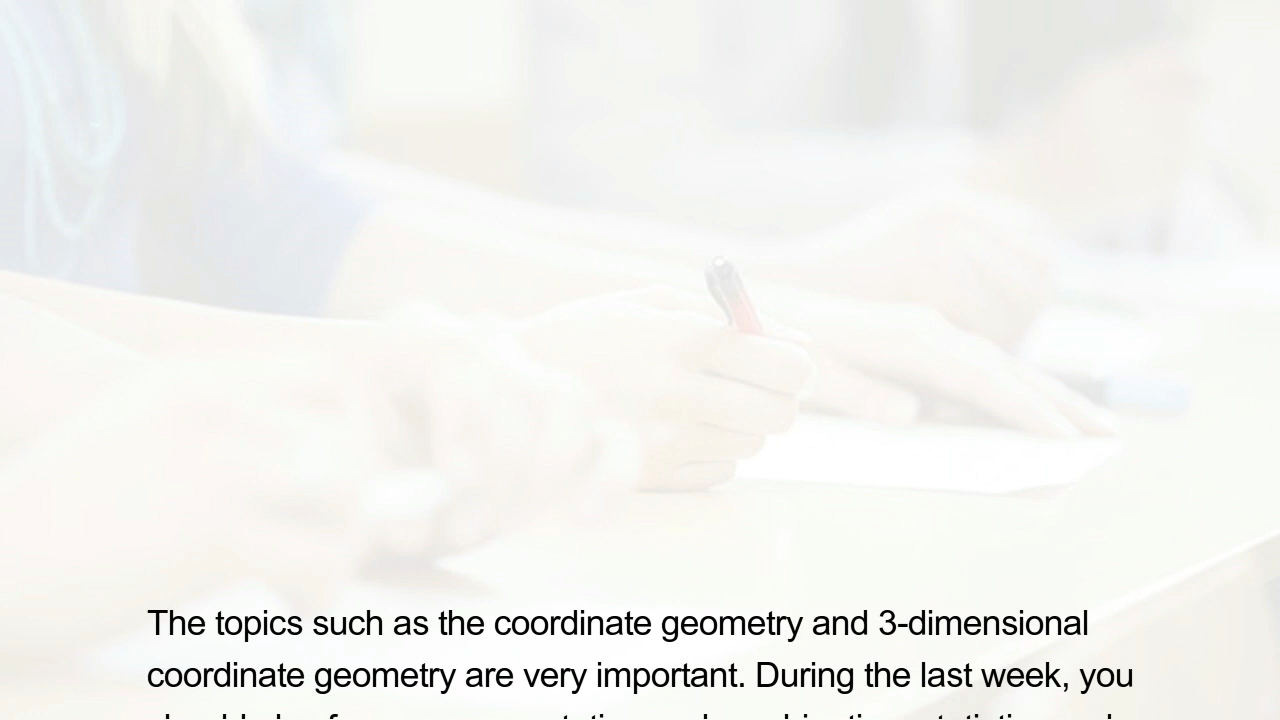 The topics such as the coordinate geometry and 3-dimensional
coordinate geometry are very important. During the last week, you